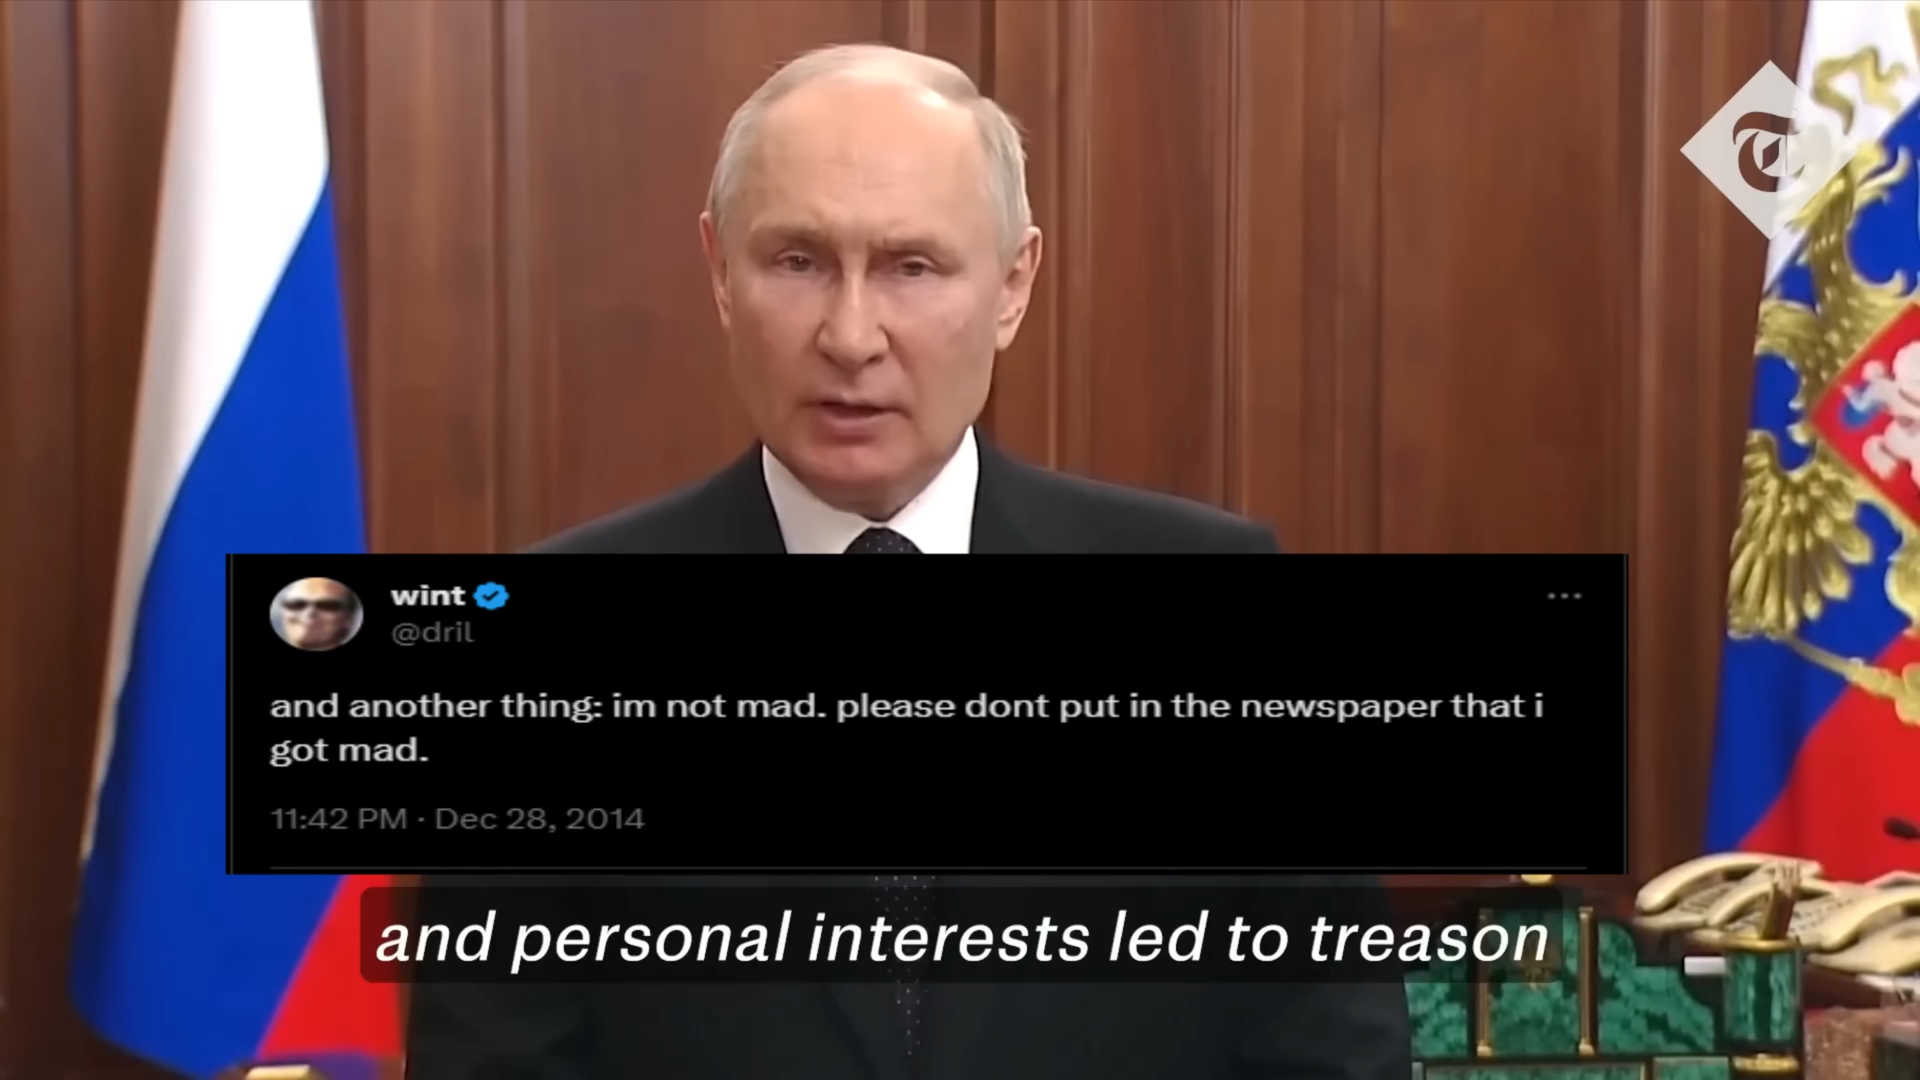 T
wint
@dril
and another thing: im not mad. please dont put in the newspaper that i
got mad.
11:42 PM · Dec 28, 2014
and personal interests led to treason